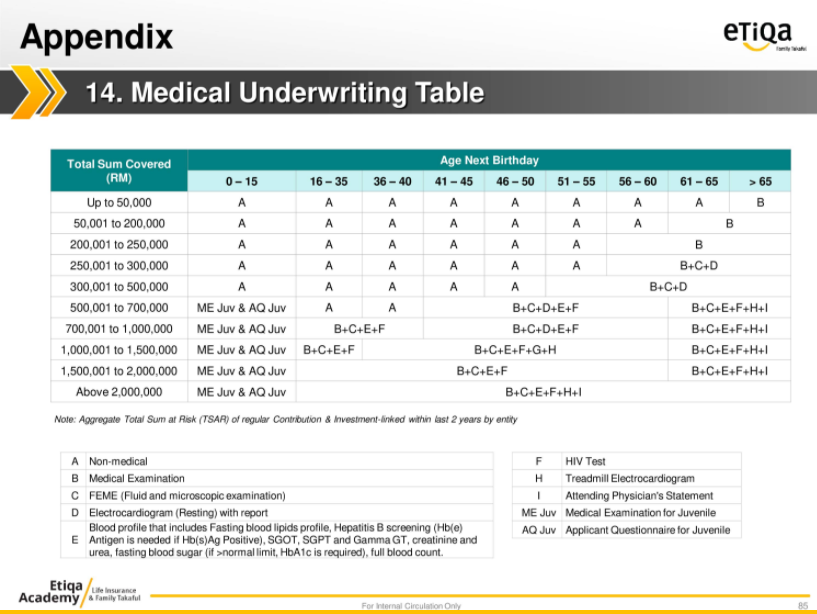 Appendix
eTiQa
Family Takaful
14. Medical Underwriting Table
Total Sum Covered (RM) Age Next Birthday
0 – 15 16 – 35 36 – 40 41 – 45 46 – 50 51 – 55 56 – 60 61 – 65 > 65
Up to 50,000 A A A A A A A A B
50,001 to 200,000 A A A A A A A B
200,001 to 250,000 A A A A A A B
250,001 to 300,000 A A A A A A B+C+D
300,001 to 500,000 A A A A A B+C+D
500,001 to 700,000 ME Juv & AQ Juv A A B+C+D+E+F B+C+E+F+H+I
700,001 to 1,000,000 ME Juv & AQ Juv B+C+E+F B+C+D+E+F B+C+E+F+H+I
1,000,001 to 1,500,000 ME Juv & AQ Juv B+C+E+F B+C+E+F+G+H B+C+E+F+H+I
1,500,001 to 2,000,000 ME Juv & AQ Juv B+C+E+F B+C+E+F+H+I
Above 2,000,000 ME Juv & AQ Juv B+C+E+F+H+I
Note: Aggregate Total Sum at Risk (TSAR) of regular Contribution & Investment-linked within last 2 years by entity
A Non-medical
B Medical Examination
C FEME (Fluid and microscopic examination)
D Electrocardiogram (Resting) with report
E Blood profile that includes Fasting blood lipids profile, Hepatitis B screening (Hb(e)
Antigen is needed if Hb(s)Ag Positive), SGOT, SGPT and Gamma GT, creatinine and
urea, fasting blood sugar (if >normal limit, HbA1c is required), full blood count.
F HIV Test
H Treadmill Electrocardiogram
I Attending Physician's Statement
ME Juv Medical Examination for Juvenile
AQ Juv Applicant Questionnaire for Juvenile
Etiqa
Academy
Life Insurance
& Family Takaful
For Internal Circulation Only
85